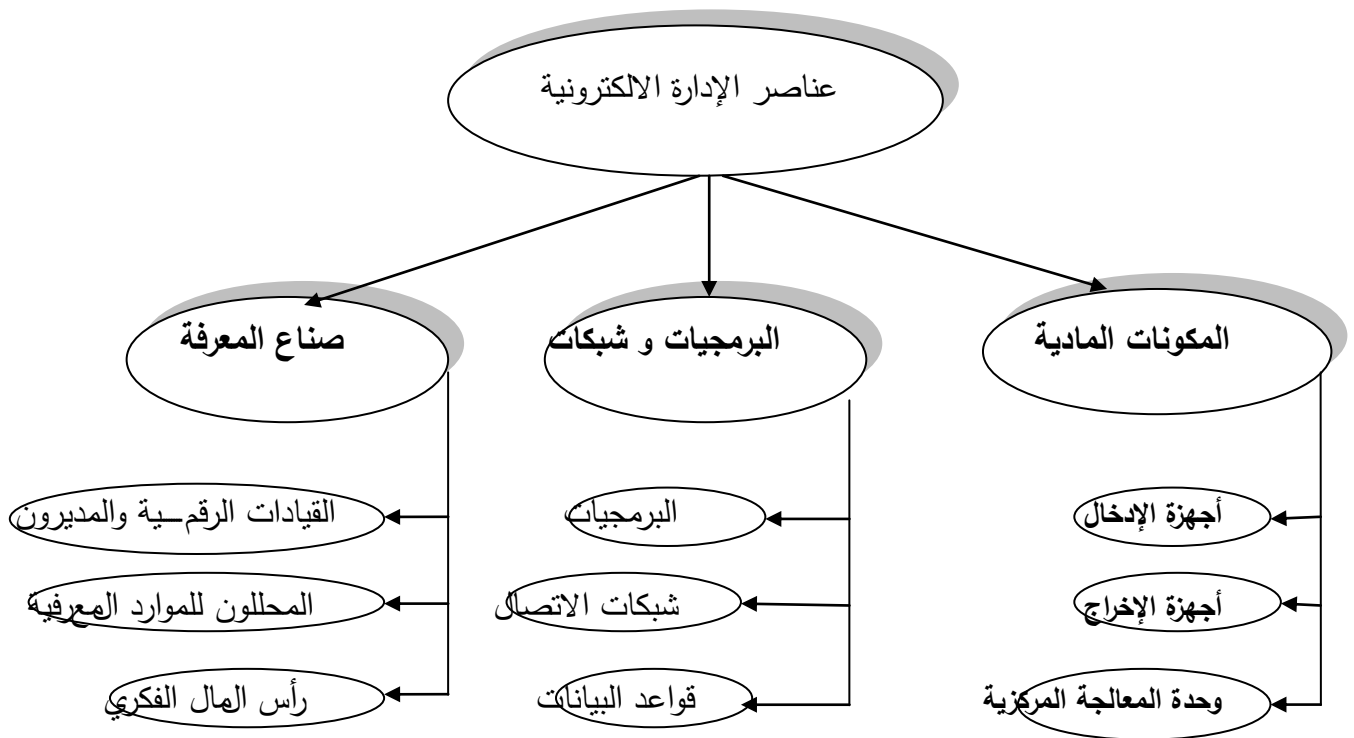 عناصر الإدارة الالكترونية
المكونات المادية
البرمجيات و شبكات
صناع المعرفة
أجهزة الإدخال
أجهزة الإخراج
وحدة المعالجة المركزية
البرمجيات
شبكات الاتصال
قواعد البيانات
القيادات الرقمـــية والمديرون
المحللون للموارد المعرفية
رأس المال الفكري